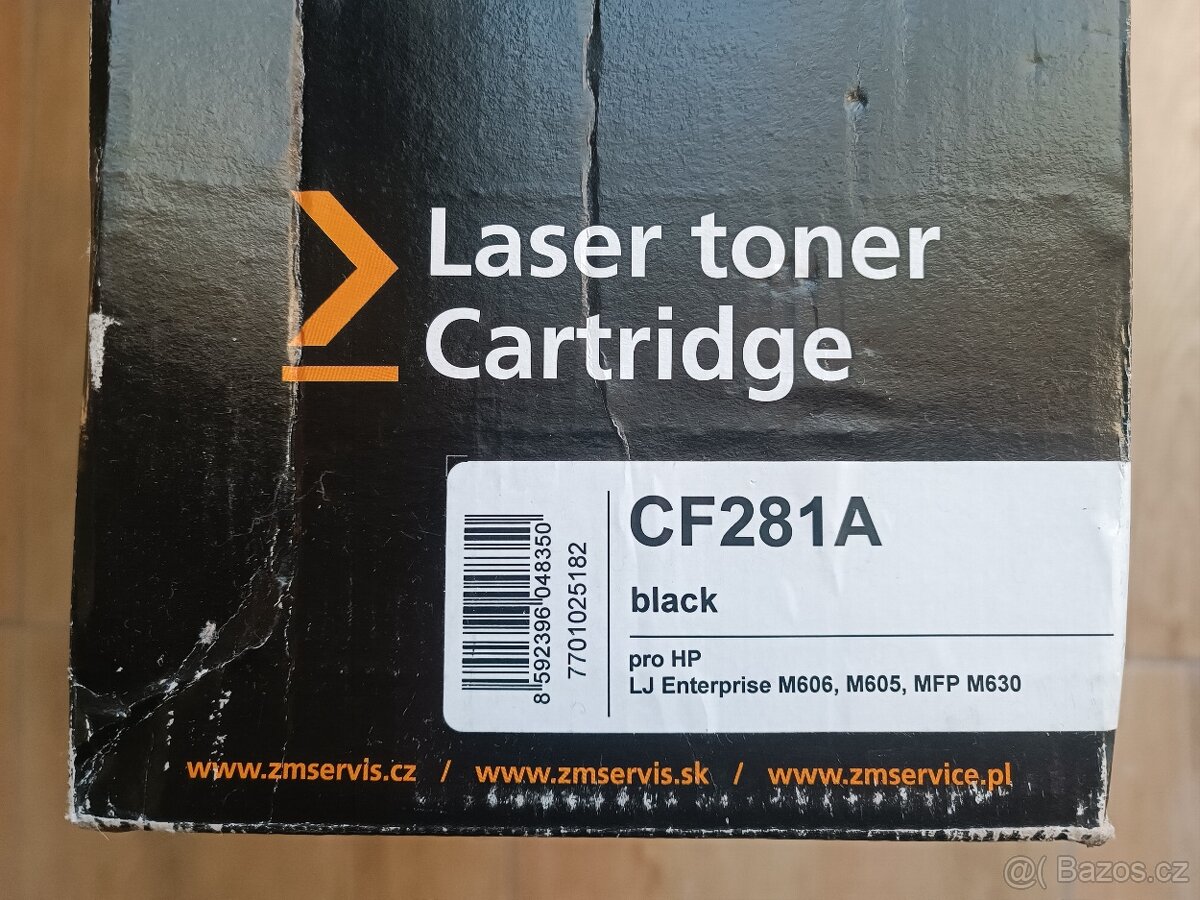 Laser toner
Cartridge
CF281A
black
pro HP
LJ Enterprise M606, M605, MFP M630
8 592396 048350
7701025182
www.zmservis.cz / www.zmservis.sk / www.zmservice.pl
@( Bazos.cz